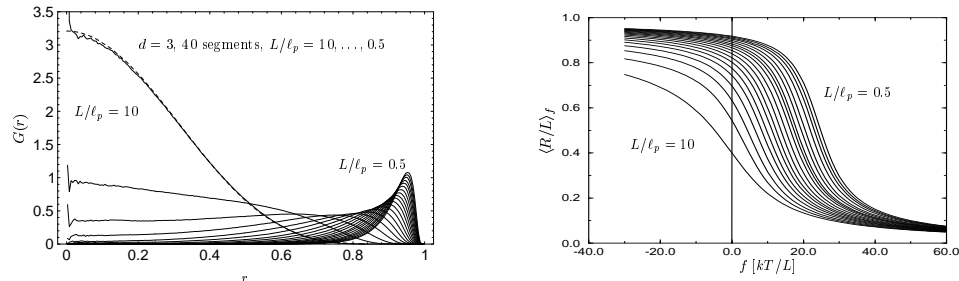 3.5
3
2.5
2
1.5
1
0.5
0
G(r)
d = 3, 40 segments, L/ℓp = 10, . . . , 0.5
L/ℓp = 10
L/ℓp = 0.5
0 0.2 0.4 0.6 0.8 1
1.0
0.8
0.6
0.4
0.2
0.0
⟨R/L⟩f
L/ℓp = 0.5
L/ℓp = 10
-40.0 -20.0 0.0 20.0 40.0 60.0
f [kT/L]